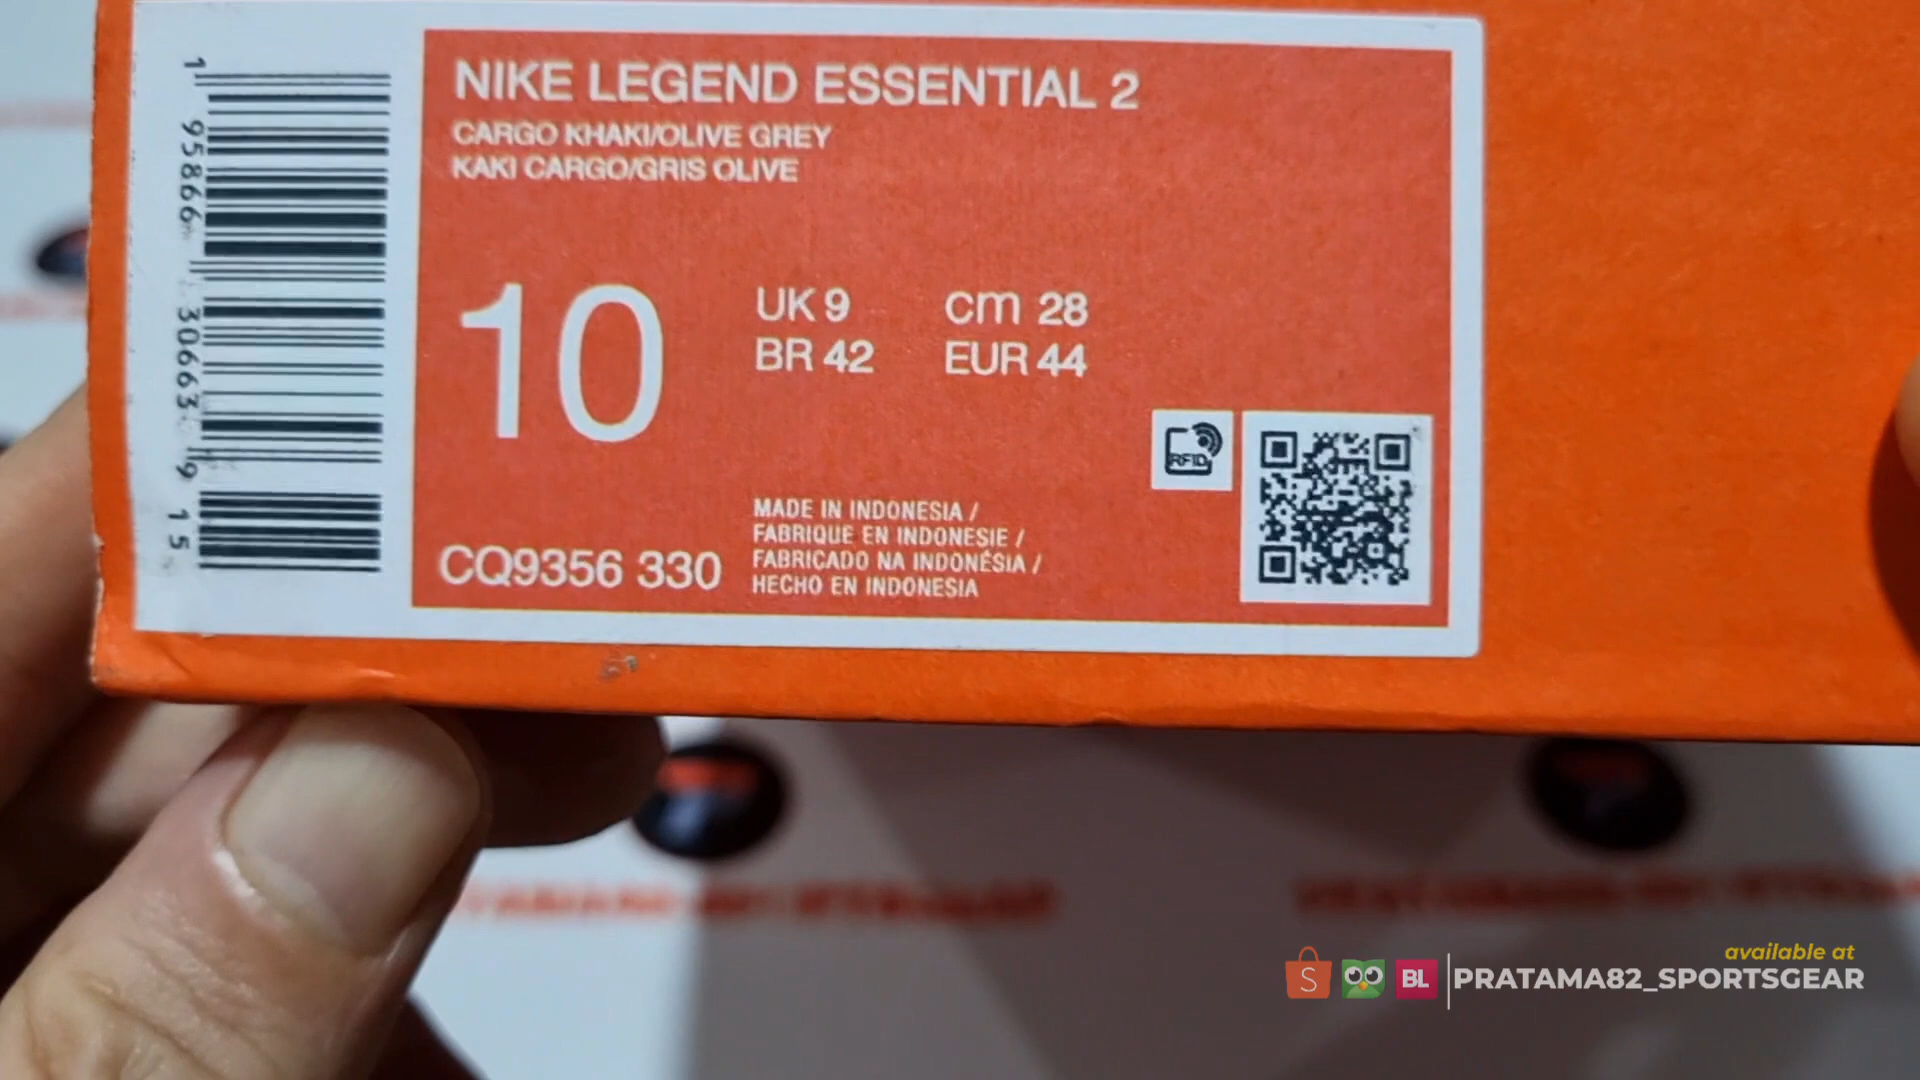 NIKE LEGEND ESSENTIAL 2
CARGO KHAKI/OLIVE GREY
KAKI CARGO/GRIS OLIVE
10
UK 9
cm 28
BR 42
EUR 44
RFID
CQ9356 330
MADE IN INDONESIA /
FABRIQUE EN INDONESIE /
FABRICADO NA INDONÉSIA /
HECHO EN INDONESIA
1 95866 30663 9 15
available at
S
BL
PRATAMA82_SPORTSGEAR